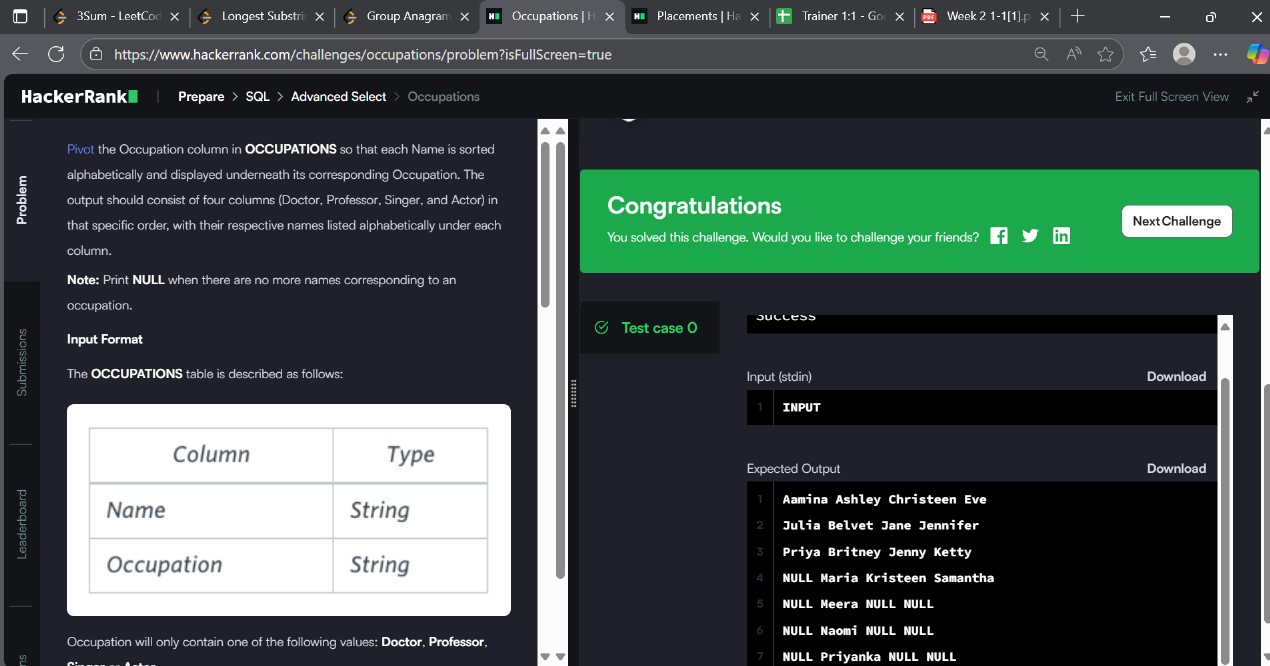 3Sum - LeetCod
Longest Substri
Group Anagram
Occupations | H
Placements | Ha
Trainer 1:1 - Goo
Week 2 1-1[1].p
https://www.hackerrank.com/challenges/occupations/problem?isFullScreen=true
HackerRank
Prepare > SQL > Advanced Select > Occupations
Exit Full Screen View
Problem
Submissions
Leaderboard
Pivot the Occupation column in OCCUPATIONS so that each Name is sorted
alphabetically and displayed underneath its corresponding Occupation. The
output should consist of four columns (Doctor, Professor, Singer, and Actor) in
that specific order, with their respective names listed alphabetically under each
column.
Note: Print NULL when there are no more names corresponding to an
occupation.
Input Format
The OCCUPATIONS table is described as follows:
Column Type
Name String
Occupation String
Occupation will only contain one of the following values: Doctor, Professor,
Singer or Actor.
Congratulations
You solved this challenge. Would you like to challenge your friends?
Next Challenge
Test case 0
Success
Input (stdin)
Download
1 INPUT
Expected Output
Download
1 Aamina Ashley Christeen Eve
2 Julia Belvet Jane Jennifer
3 Priya Britney Jenny Ketty
4 NULL Maria Kristeen Samantha
5 NULL Meera NULL NULL
6 NULL Naomi NULL NULL
7 NULL Priyanka NULL NULL